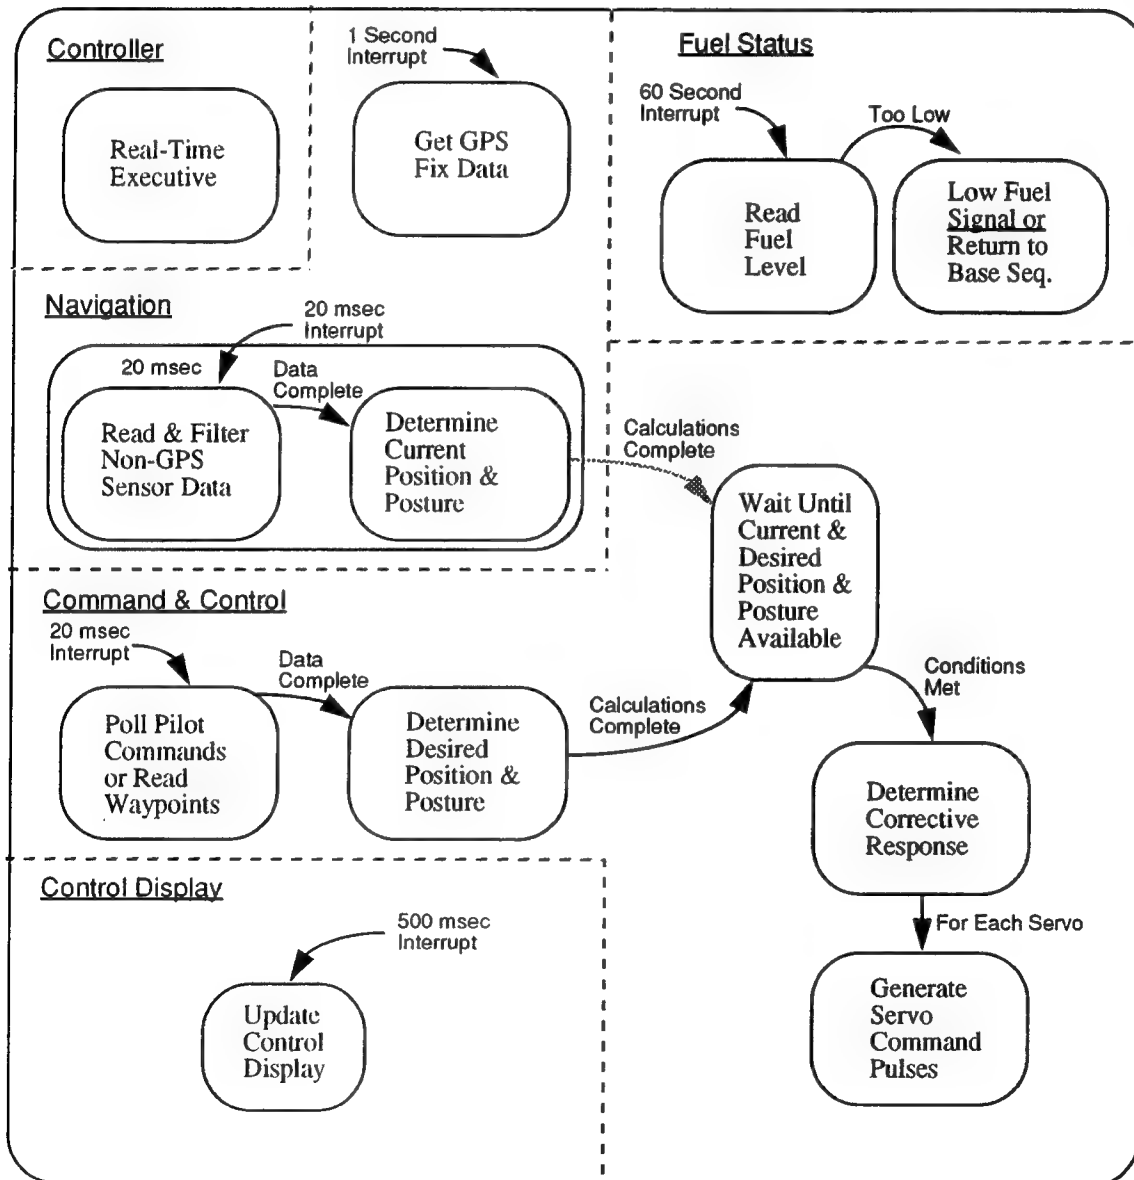 Controller
Real-Time
Executive
1 Second
Interrupt
Get GPS
Fix Data
Fuel Status
60 Second
Interrupt
Too Low
Read
Fuel
Level
Low Fuel
Signal or
Return to
Base Seq.
Navigation
20 msec
Interrupt
20 msec
Data
Complete
Read & Filter
Non-GPS
Sensor Data
Determine
Current
Position &
Posture
Calculations
Complete
Wait Until
Current &
Desired
Position &
Posture
Available
Command & Control
20 msec
Interrupt
Data
Complete
Poll Pilot
Commands
or Read
Waypoints
Determine
Desired
Position &
Posture
Calculations
Complete
Conditions
Met
Determine
Corrective
Response
For Each Servo
Generate
Servo
Command
Pulses
Control Display
500 msec
Interrupt
Update
Control
Display